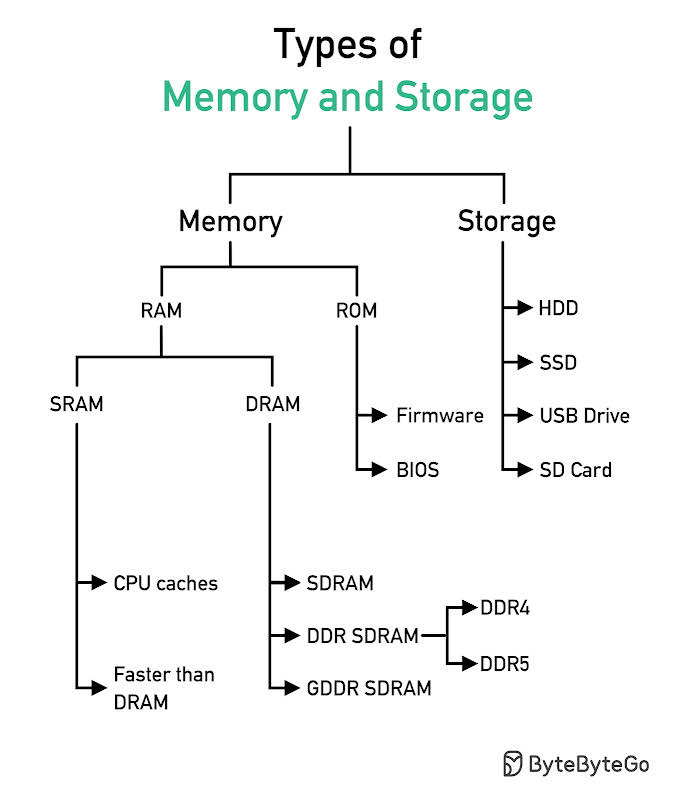 Types of
Memory and Storage
Memory
Storage
RAM
ROM
HDD
SSD
SRAM
DRAM
Firmware
USB Drive
BIOS
SD Card
CPU caches
SDRAM
DDR4
DDR SDRAM
DDR5
Faster than
DRAM
GDDR SDRAM
ByteByteGo